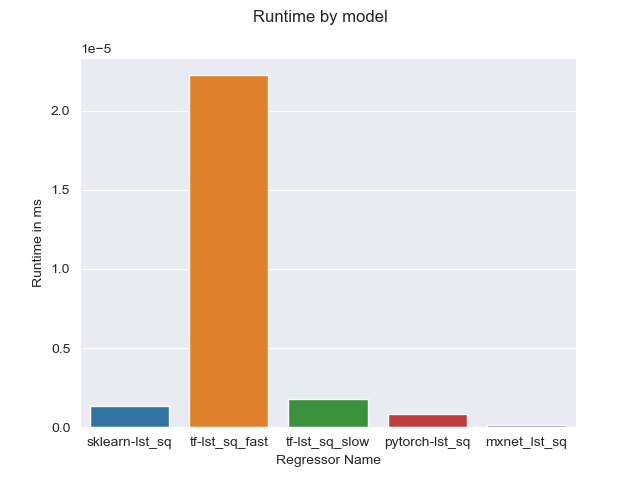 Runtime by model
1e−5
2.0
1.5
1.0
0.5
0.0
Runtime in ms
sklearn-lst_sq tf-lst_sq_fast tf-lst_sq_slow pytorch-lst_sq mxnet_lst_sq
Regressor Name